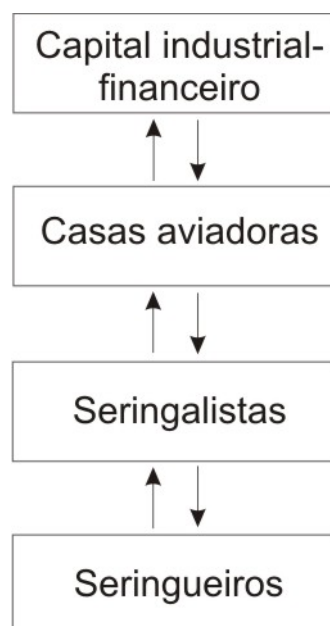 Capital industrial-
financeiro
Casas aviadoras
Seringalistas
Seringueiros